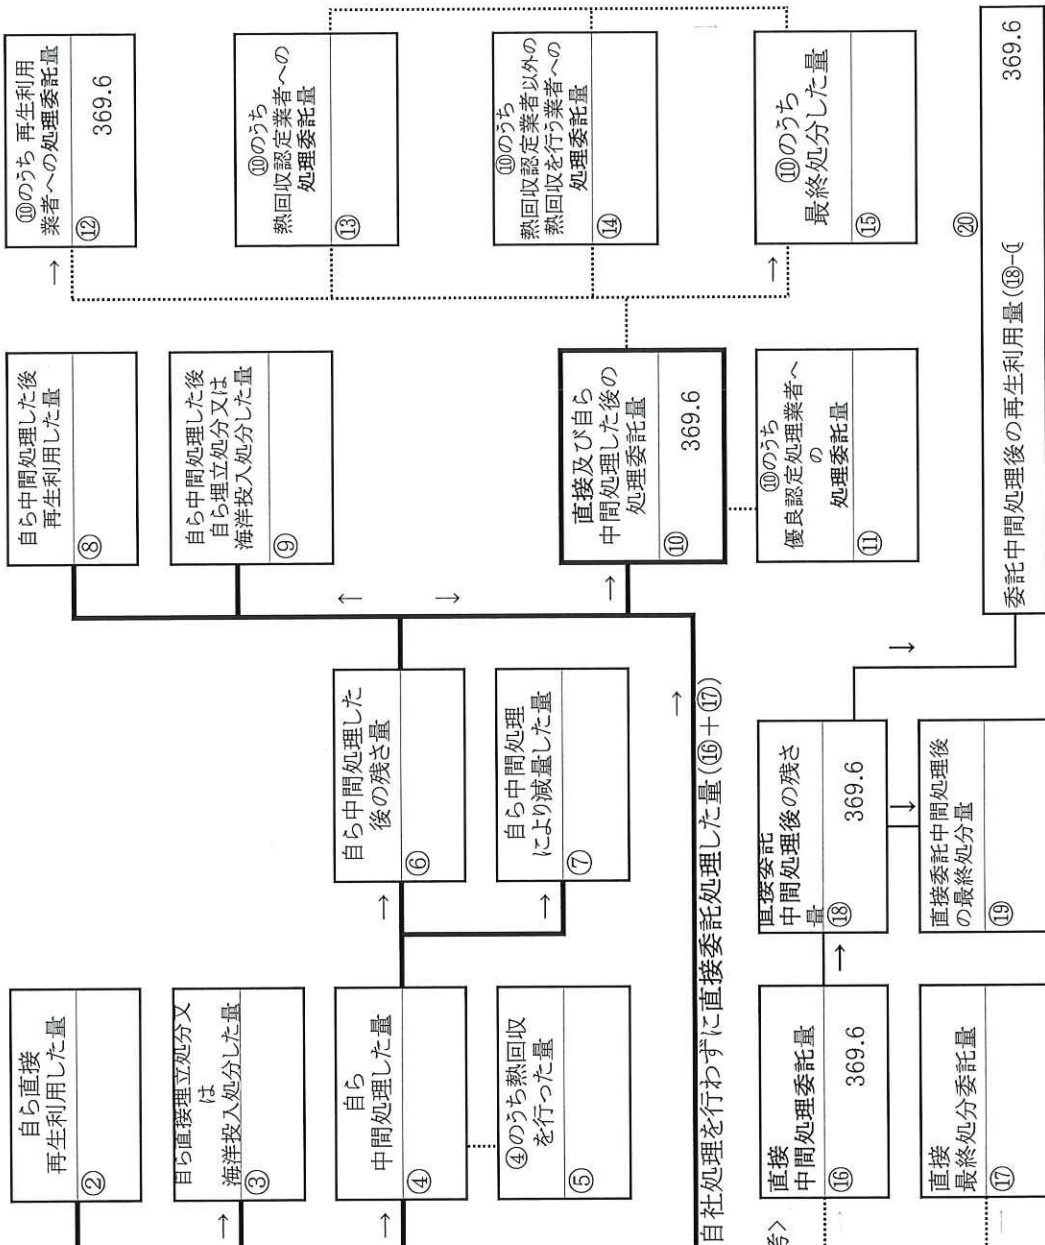 自ら直接
再生利用した量
②
自ら直接埋立処分又
は
海洋投入処分した量
③
自ら
中間処理した量
④
④のうち熱回収
を行った量
⑤
自ら中間処理した
後の残さ量
⑥
自ら中間処理
により減量した量
⑦
自ら中間処理した後
再生利用した量
⑧
自ら中間処理した後
自ら埋立処分又は
海洋投入処分した量
⑨
直接及び自ら
中間処理した後の
処理委託量
⑩
369.6
⑩のうち
優良認定処理業者へ
の
処理委託量
⑪
⑩のうち 再生利用
業者への処理委託量
⑫
369.6
⑩のうち
熱回収認定業者への
処理委託量
⑬
⑩のうち
熱回収認定業者以外の
熱回収を行う業者への
処理委託量
⑭
⑩のうち
最終処分した量
⑮
自社処理を行わずに直接委託処理した量(⑯+⑰)
考>
直接
中間処理委託量
⑯
369.6
直接
最終処分委託量
⑰
直接委託
中間処理後の残さ
量
⑱
369.6
直接委託中間処理後
の最終処分量
⑲
⑳
委託中間処理後の再生利用量(⑱-
369.6